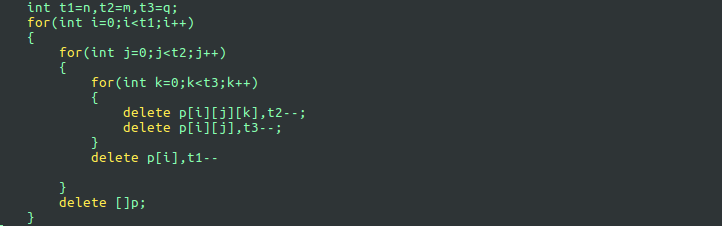 int t1=n,t2=m,t3=q;
for(int i=0;i<t1;i++)
{
for(int j=0;j<t2;j++)
{
for(int k=0;k<t3;k++)
{
delete p[i][j][k],t2--;
delete p[i][j],t3--;
}
delete p[i],t1--
}
delete []p;
}